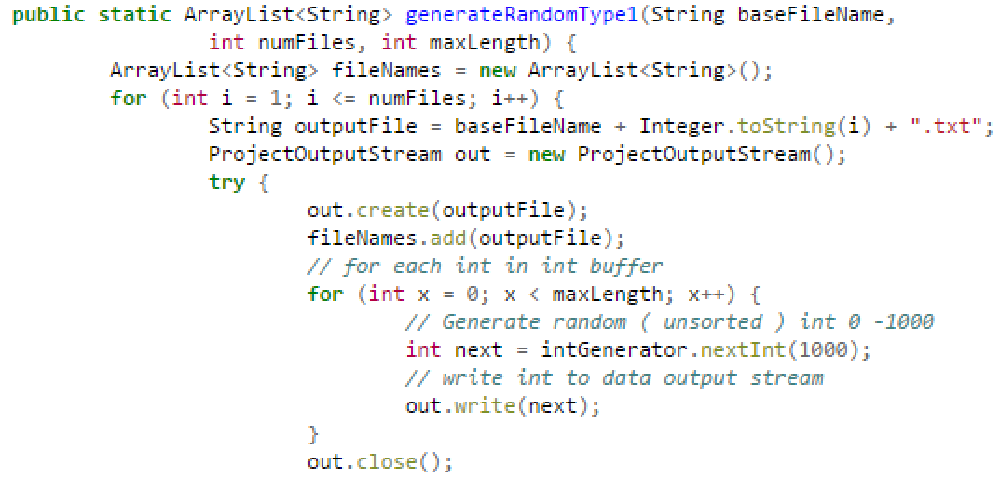 public static ArrayList<String> generateRandomType1(String baseFileName,
int numFiles, int maxLength) {
ArrayList<String> fileNames = new ArrayList<String>();
for (int i = 1; i <= numFiles; i++) {
String outputFile = baseFileName + Integer.toString(i) + ".txt";
ProjectOutputStream out = new ProjectOutputStream();
try {
out.create(outputFile);
fileNames.add(outputFile);
// for each int in int buffer
for (int x = 0; x < maxLength; x++) {
// Generate random ( unsorted ) int 0 -1000
int next = intGenerator.nextInt(1000);
// write int to data output stream
out.write(next);
}
out.close();